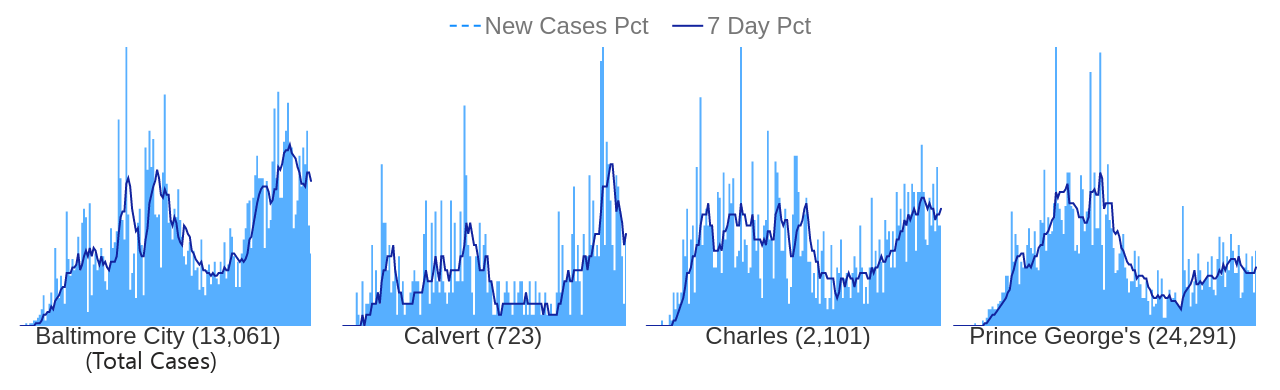 New Cases Pct 7 Day Pct
Baltimore City (13,061) Calvert (723) Charles (2,101) Prince George's (24,291)
(Total Cases)